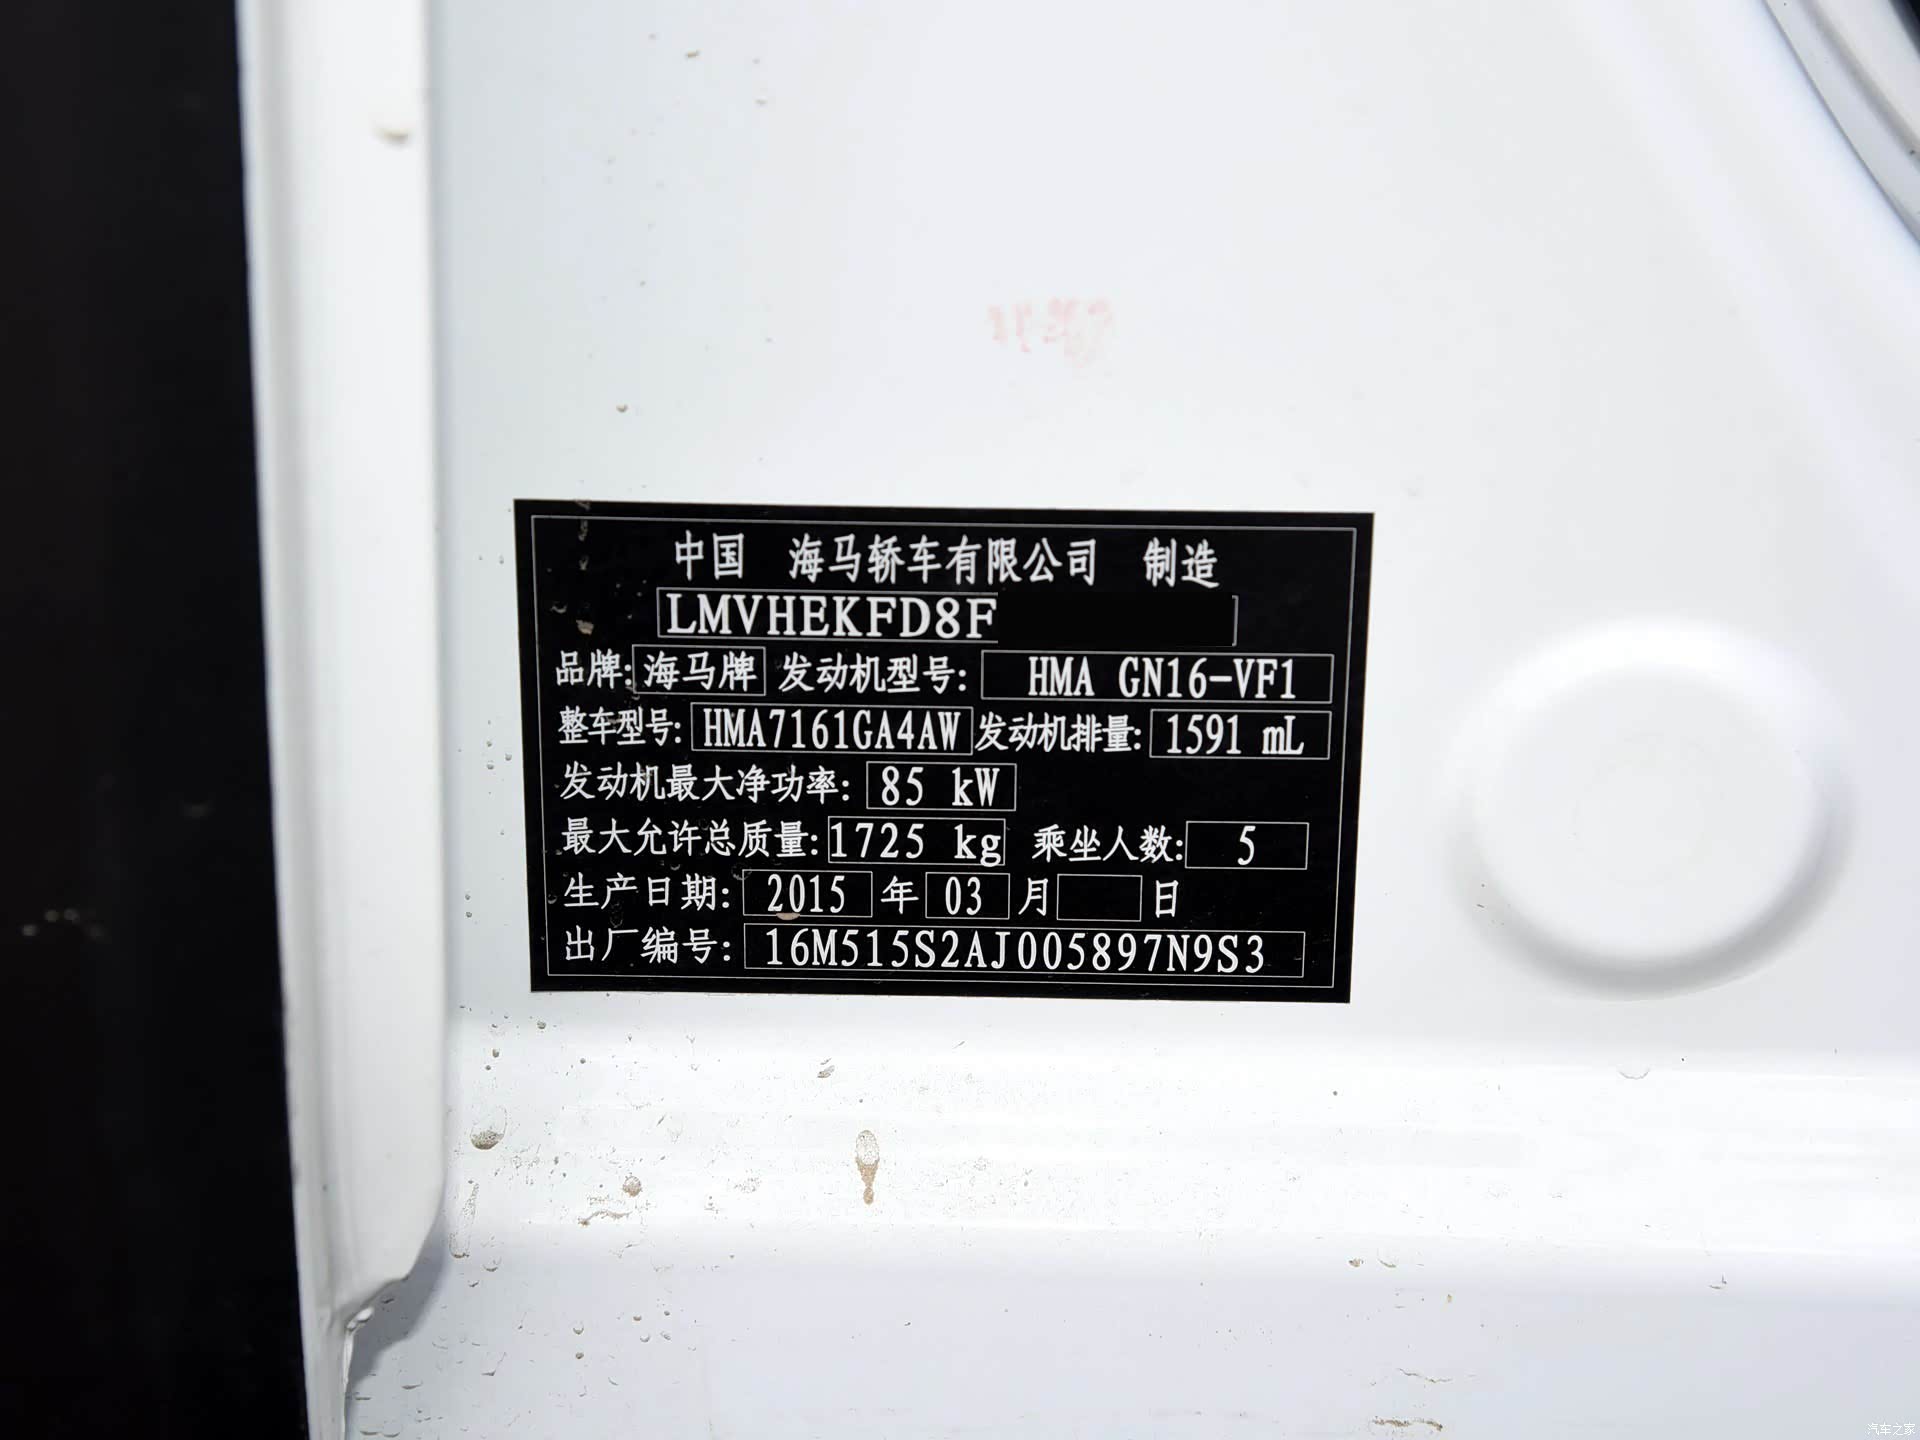 中国 海马轿车有限公司 制造
LMVHEKFD8F
品牌: 海马牌 发动机型号: HMA GN16-VF1
整车型号: HMA7161GA4AW 发动机排量: 1591 mL
发动机最大净功率: 85 kW
最大允许总质量: 1725 kg 乘坐人数: 5
生产日期: 2015 年 03 月 日
出厂编号: 16M515S2AJ005897N9S3
汽车之家